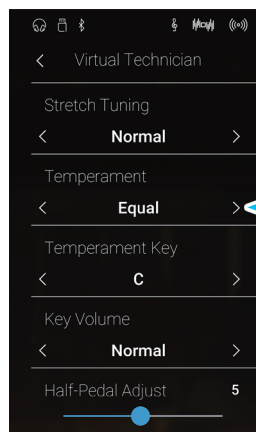 Virtual Technician
Stretch Tuning
Normal
Temperament
Equal
Temperament Key
C
Key Volume
Normal
Half-Pedal Adjust 5